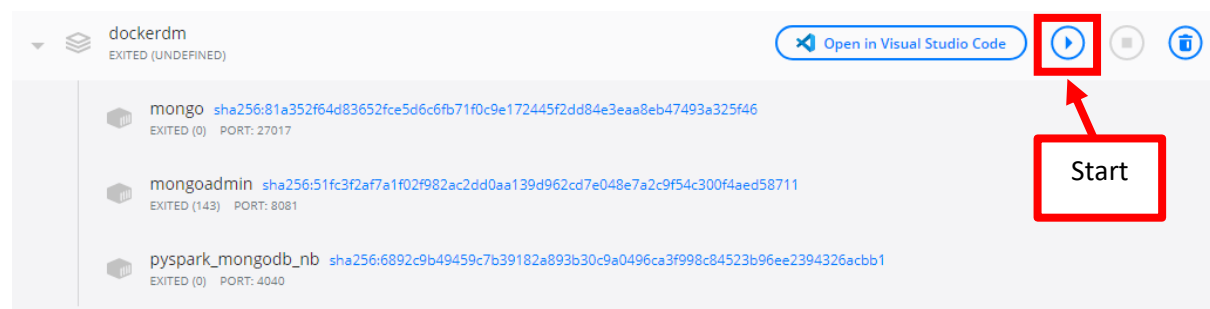 dockerdm
EXITED (UNDEFINED)
Open in Visual Studio Code
mongo sha256:81a352f64d83652fce5d6c6fb71f0c9e172445f2dd84e3eaa8eb47493a325f46
EXITED (0) PORT: 27017
Start
mongoadmin sha256:51fc3f2af7a1f02f982ac2dd0aa139d962cd7e048e7a2c9f54c300f4aed58711
EXITED (143) PORT: 8081
pyspark_mongodb_nb sha256:6892c9b49459c7b39182a893b30c9a0496ca3f998c84523b96ee2394326acbb1
EXITED (0) PORT: 4040